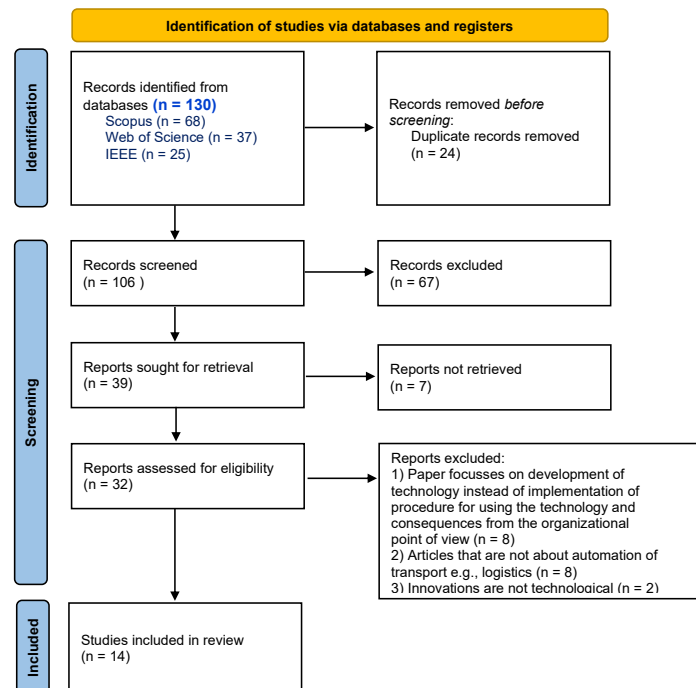 Identification of studies via databases and registers
Identification
Records identified from
databases (n = 130)
Scopus (n = 68)
Web of Science (n = 37)
IEEE (n = 25)
Records removed before
screening:
Duplicate records removed
(n = 24)
Screening
Records screened
(n = 106 )
Records excluded
(n = 67)
Reports sought for retrieval
(n = 39)
Reports not retrieved
(n = 7)
Reports assessed for eligibility
(n = 32)
Reports excluded:
1) Paper focusses on development of
technology instead of implementation of
procedure for using the technology and
consequences from the organizational
point of view (n = 8)
2) Articles that are not about automation of
transport e.g., logistics (n = 8)
3) Innovations are not technological (n = 2)
Included
Studies included in review
(n = 14)